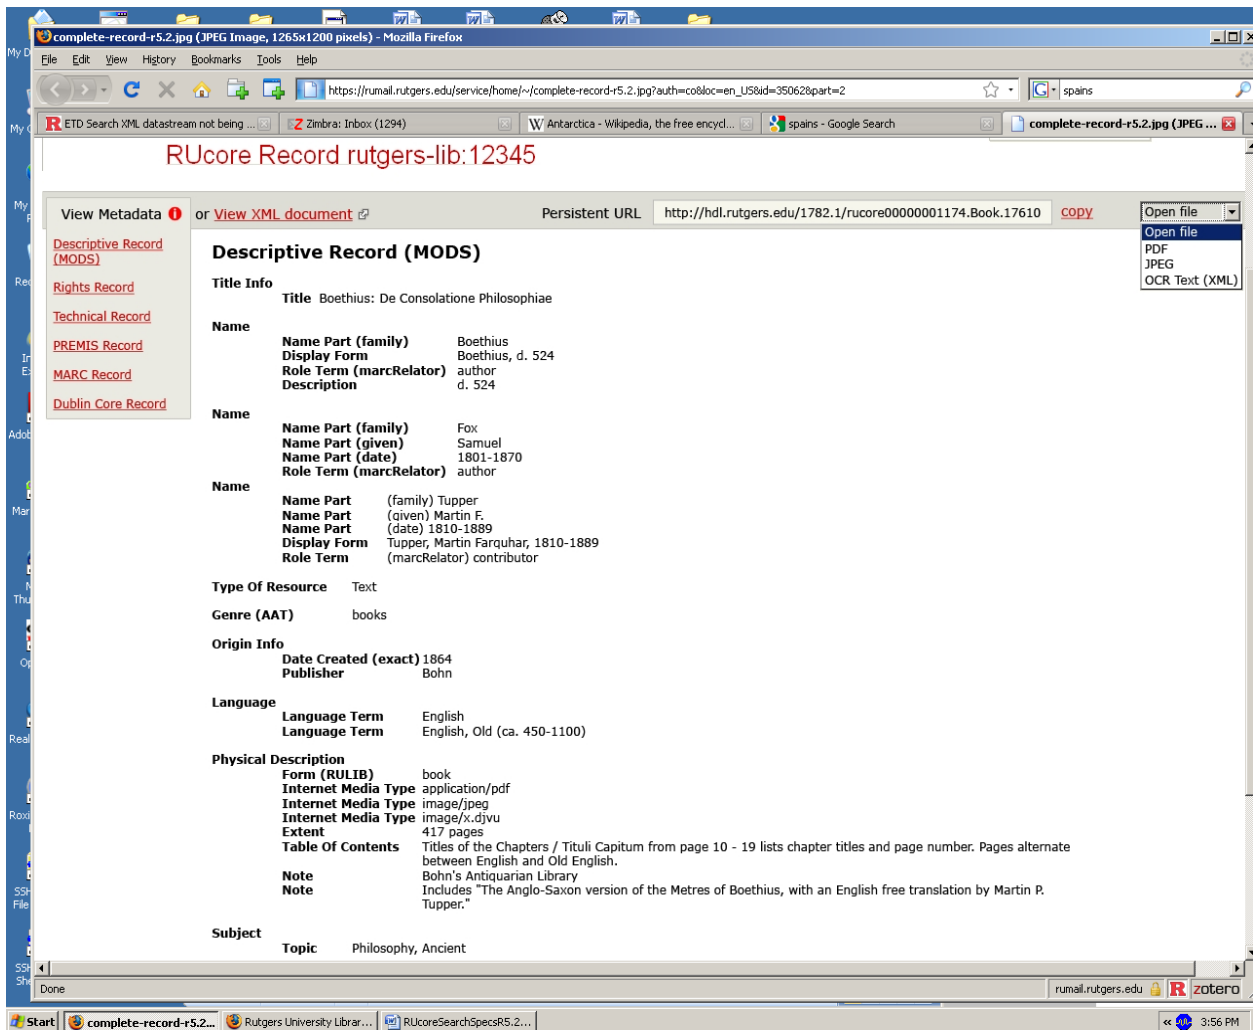 complete-record-r5.2.jpg (JPEG Image, 1265x1200 pixels) - Mozilla Firefox
File Edit View History Bookmarks Tools Help
https://rumail.rutgers.edu/service/home/~/complete-record-r5.2.jpg?auth=co&loc=en_US&id=35062&part=2
G spains
ETD Search XML datastream not being ... Zimbra: Inbox (1294) Antarctica - Wikipedia, the free encycl... spains - Google Search complete-record-r5.2.jpg (JPEG ...
RUcore Record rutgers-lib:12345
View Metadata or View XML document Persistent URL http://hdl.rutgers.edu/1782.1/rucore00000001174.Book.17610 copy Open file
Open file
PDF
JPEG
OCR Text (XML)
Descriptive Record
(MODS)
Rights Record
Technical Record
PREMIS Record
MARC Record
Dublin Core Record
Descriptive Record (MODS)
Title Info
Title Boethius: De Consolatione Philosophiae
Name
Name Part (family) Boethius
Display Form Boethius, d. 524
Role Term (marcRelator) author
Description d. 524
Name
Name Part (family) Fox
Name Part (given) Samuel
Name Part (date) 1801-1870
Role Term (marcRelator) author
Name
Name Part (family) Tupper
Name Part (given) Martin F.
Name Part (date) 1810-1889
Display Form Tupper, Martin Farquhar, 1810-1889
Role Term (marcRelator) contributor
Type Of Resource Text
Genre (AAT) books
Origin Info
Date Created (exact) 1864
Publisher Bohn
Language
Language Term English
Language Term English, Old (ca. 450-1100)
Physical Description
Form (RULIB) book
Internet Media Type application/pdf
Internet Media Type image/jpeg
Internet Media Type image/x.djvu
Extent 417 pages
Table Of Contents Titles of the Chapters / Tituli Capitum from page 10 - 19 lists chapter titles and page number. Pages alternate
between English and Old English.
Note Bohn's Antiquarian Library
Note Includes "The Anglo-Saxon version of the Metres of Boethius, with an English free translation by Martin P.
Tupper."
Subject
Topic Philosophy, Ancient
Done rumail.rutgers.edu R zotero
Start complete-record-r5.2... Rutgers University Librar... RUcoreSearchSpecsR5.2... 3:56 PM